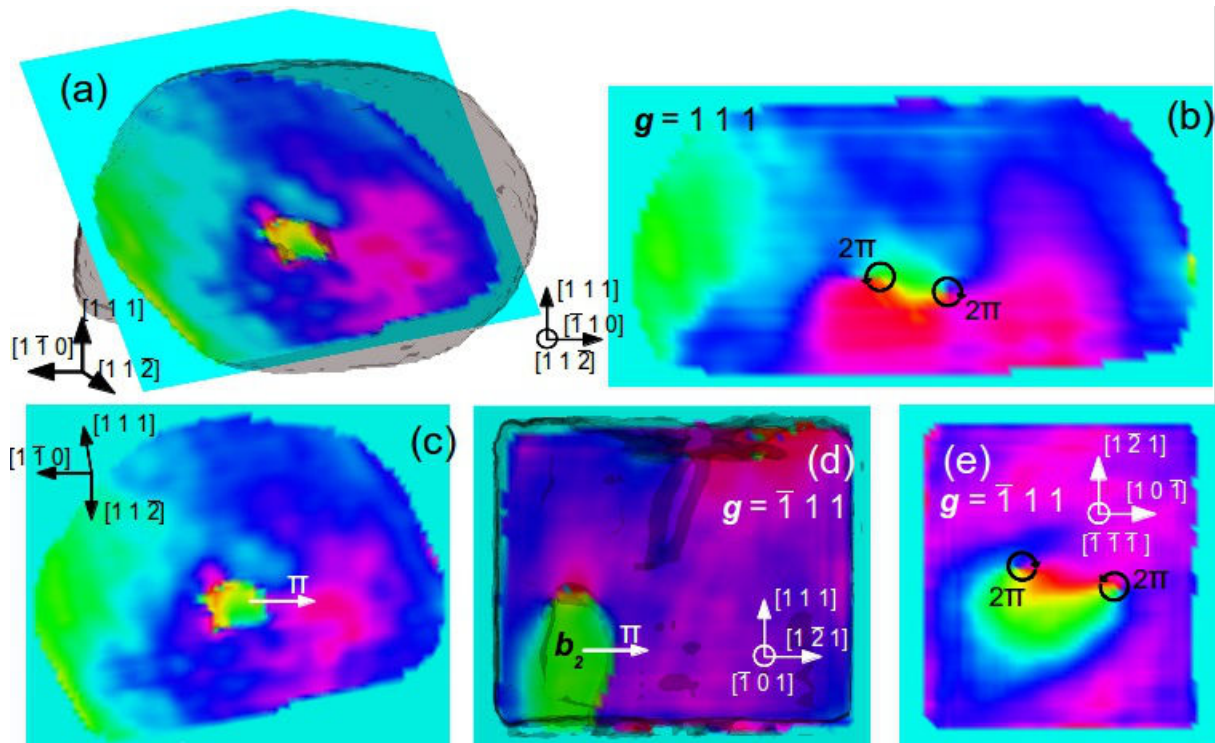 (a)
[1 1 1]
[1 1̅ 0]
[1 1 2̅]
[1 1 1]
[1̅ 1 0]
[1 1 2̅]
g = 1 1 1
(b)
2π
2π
[1 1 1]
[1 1̅ 0]
[1 1 2̅]
(c)
π
(d)
g = 1̅ 1 1
b₂
π
[1 1 1]
[1 2̅ 1]
[1̅ 0 1]
(e)
g = 1̅ 1 1
[1 2̅ 1]
[1 0 1̅]
[1̅ 1̅ 1̅]
2π
2π